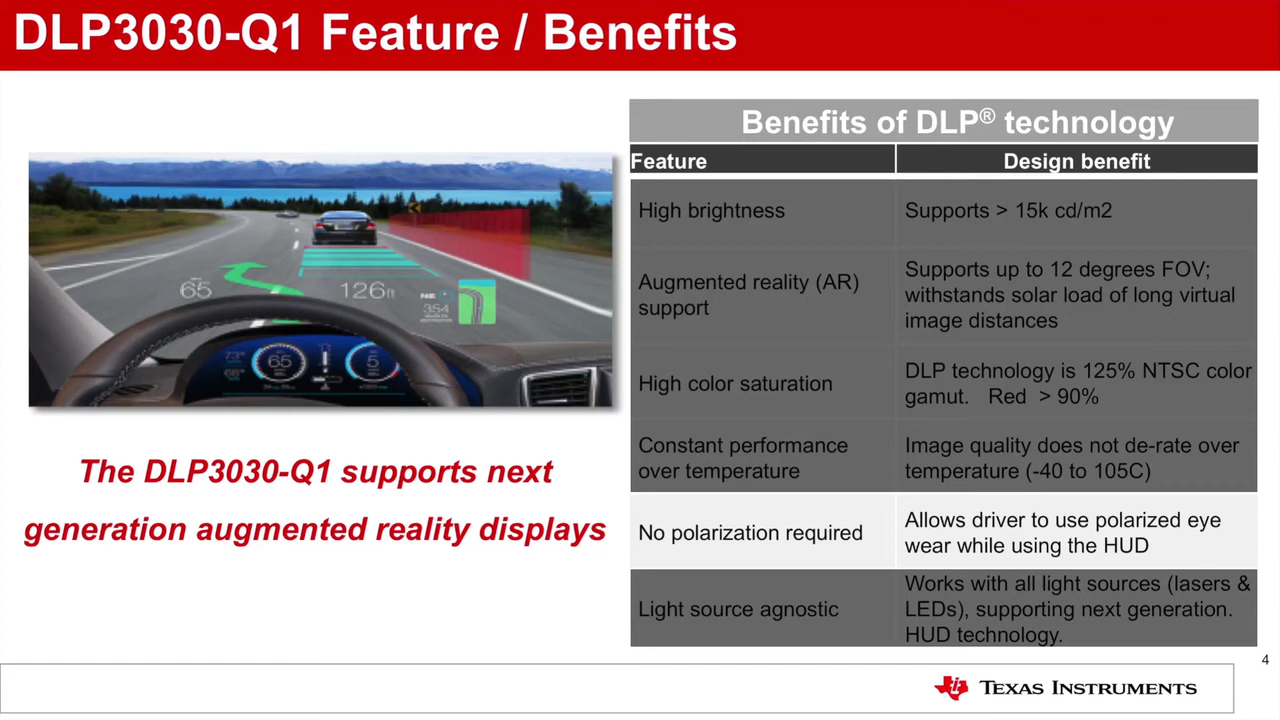 DLP3030-Q1 Feature / Benefits
65
126ft
NE
354
73°
68°
65
5
The DLP3030-Q1 supports next
generation augmented reality displays
Benefits of DLP® technology
Feature Design benefit
High brightness Supports > 15k cd/m2
Augmented reality (AR)
support
Supports up to 12 degrees FOV;
withstands solar load of long virtual
image distances
High color saturation
DLP technology is 125% NTSC color
gamut. Red > 90%
Constant performance
over temperature
Image quality does not de-rate over
temperature (-40 to 105C)
No polarization required
Allows driver to use polarized eye
wear while using the HUD
Light source agnostic
Works with all light sources (lasers &
LEDs), supporting next generation.
HUD technology.
4
TEXAS INSTRUMENTS